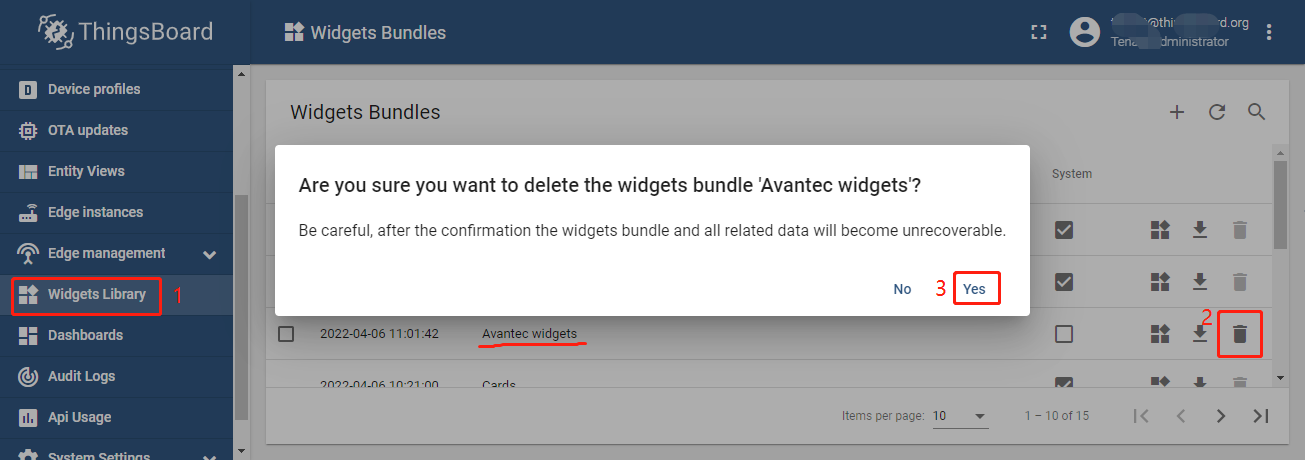 ThingsBoard
Widgets Bundles
@thi
.org
Tena
dministrator
Device profiles
OTA updates
Entity Views
Edge instances
Edge management
Widgets Library
1
Dashboards
Audit Logs
Api Usage
System Settings
Widgets Bundles
System
Are you sure you want to delete the widgets bundle 'Avantec widgets'?
Be careful, after the confirmation the widgets bundle and all related data will become unrecoverable.
No
3
Yes
2022-04-06 11:01:42
Avantec widgets
2
2022-04-06 10:21:00
Cards
Items per page:
10
1 – 10 of 15